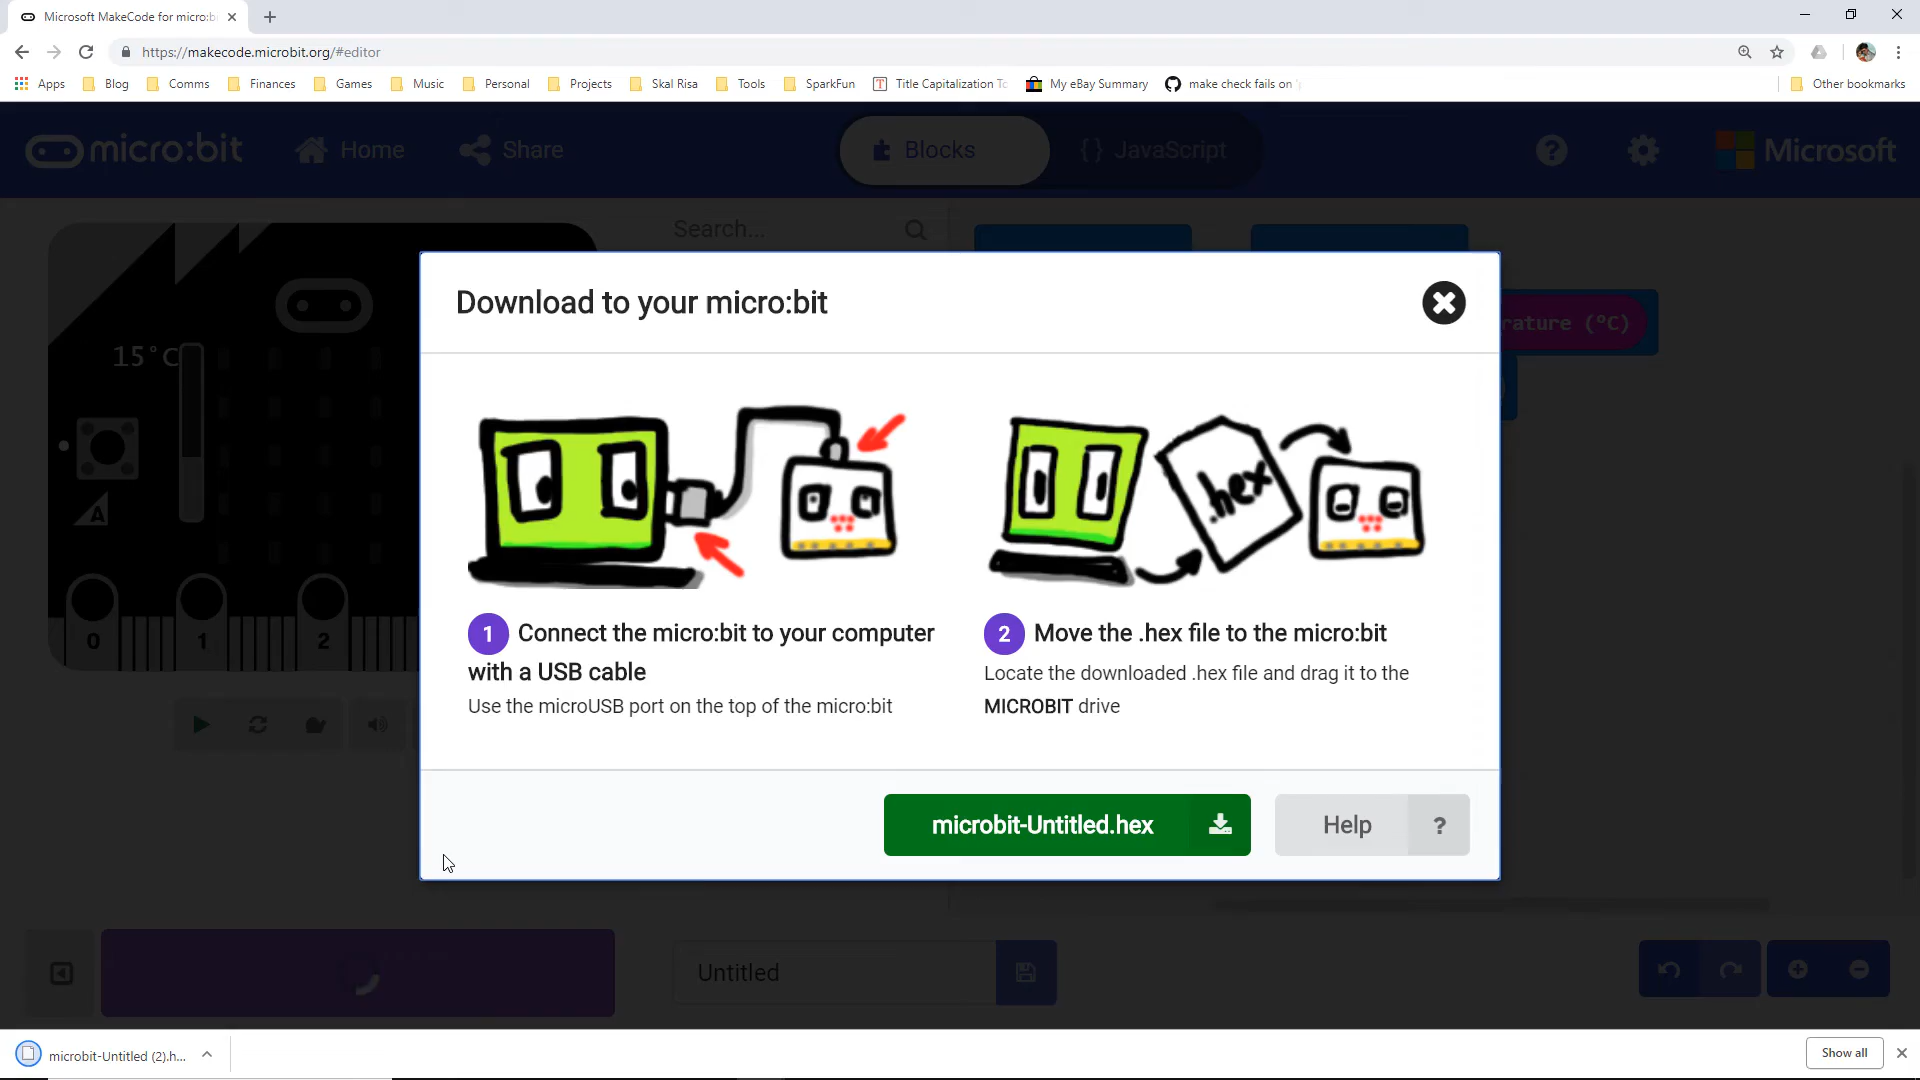 Microsoft MakeCode for micro:b
https://makecode.microbit.org/#editor
Apps Blog Comms Finances Games Music Personal Projects Skal Risa Tools SparkFun Title Capitalization To My eBay Summary make check fails on ' Other bookmarks
micro:bit Home Share Blocks {} JavaScript ? Microsoft
Search...
Download to your micro:bit
rature (°C)
15°C
.hex
A
1 Connect the micro:bit to your computer
with a USB cable
Use the microUSB port on the top of the micro:bit
2 Move the .hex file to the micro:bit
Locate the downloaded .hex file and drag it to the
MICROBIT drive
0 1 2
microbit-Untitled.hex
Help ?
Untitled
microbit-Untitled (2).h...
Show all